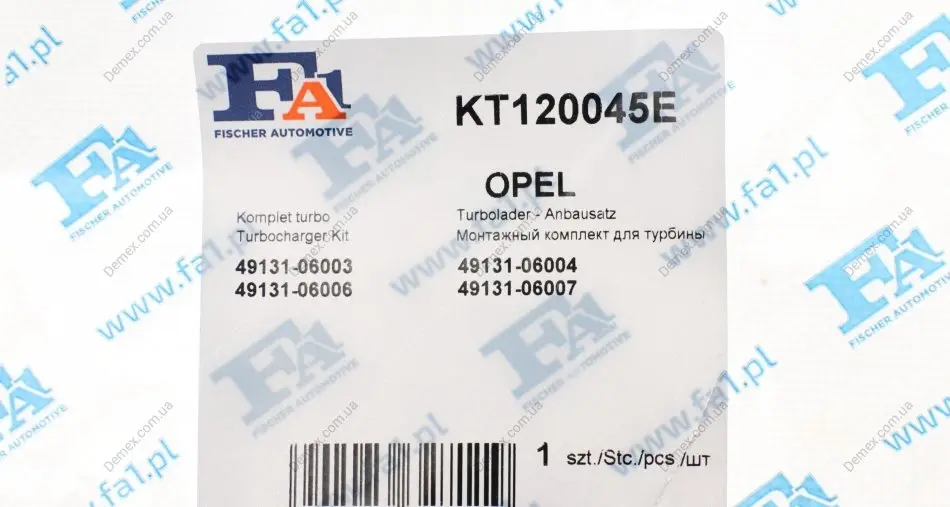 FA1
FISCHER AUTOMOTIVE
KT120045E
OPEL
Komplet turbo
Turbolader - Anbausatz
Turbocharger Kit
Монтажный комплект для турбины
49131-06003
49131-06004
49131-06006
49131-06007
1 szt./Stc./pcs./шт
www.fa1.pl
FA1
FISCHER AUTOMOTIVE
Demex.com.ua